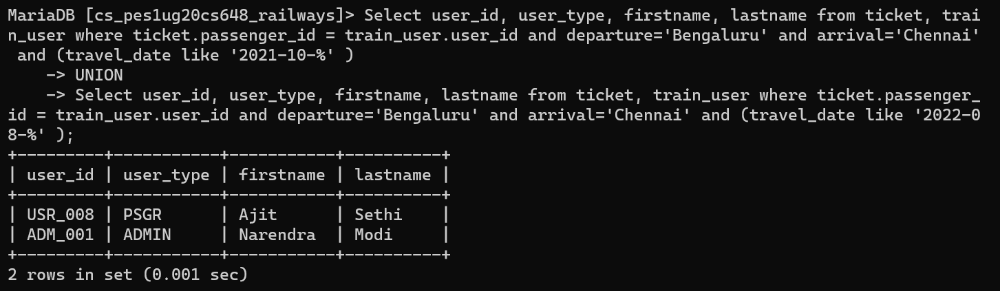 MariaDB [cs_pes1ug20cs648_railways]> Select user_id, user_type, firstname, lastname from ticket, trai
n_user where ticket.passenger_id = train_user.user_id and departure='Bengaluru' and arrival='Chennai'
 and (travel_date like '2021-10-%' )
    -> UNION
    -> Select user_id, user_type, firstname, lastname from ticket, train_user where ticket.passenger_
id = train_user.user_id and departure='Bengaluru' and arrival='Chennai' and (travel_date like '2022-0
8-%' );
+---------+-----------+-----------+----------+
| user_id | user_type | firstname | lastname |
+---------+-----------+-----------+----------+
| USR_008 | PSGR      | Ajit      | Sethi    |
| ADM_001 | ADMIN     | Narendra  | Modi     |
+---------+-----------+-----------+----------+
2 rows in set (0.001 sec)